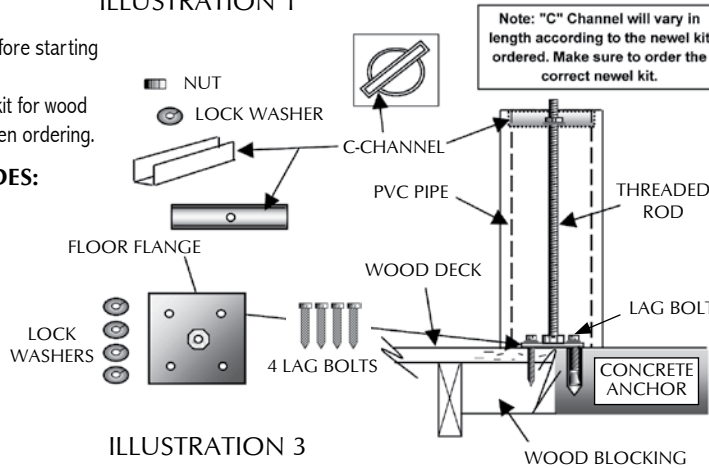 ILLUSTRATION 1
fore starting
kit for wood
en ordering.
DES:
NUT
LOCK WASHER
Note: "C" Channel will vary in
length according to the newel kit
ordered. Make sure to order the
correct newel kit.
C-CHANNEL
PVC PIPE
THREADED
ROD
FLOOR FLANGE
WOOD DECK
LAG BOLT
LOCK
WASHERS
4 LAG BOLTS
CONCRETE
ANCHOR
ILLUSTRATION 3
WOOD BLOCKING